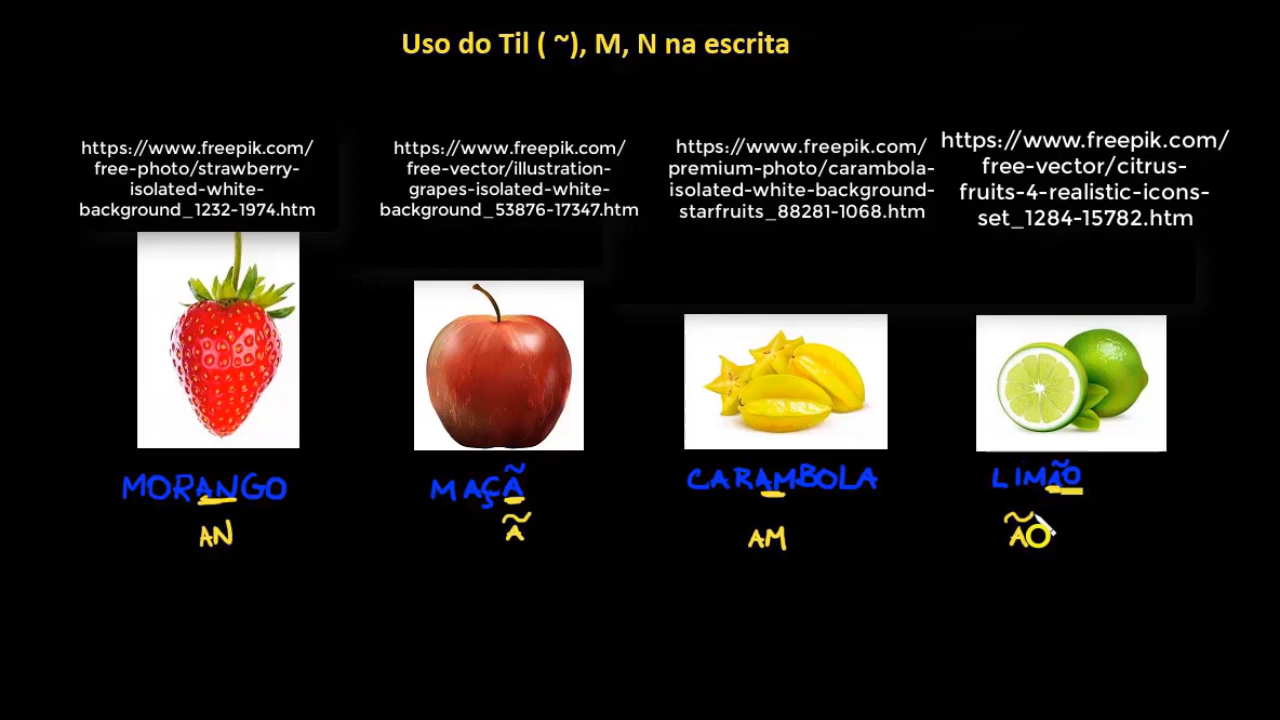 Uso do Til ( ~), M, N na escrita
https://www.freepik.com/
free-photo/strawberry-
isolated-white-
background_1232-1974.htm
https://www.freepik.com/
free-vector/illustration-
grapes-isolated-white-
background_53876-17347.htm
https://www.freepik.com/
premium-photo/carambola-
isolated-white-background-
starfruits_88281-1068.htm
https://www.freepik.com/
free-vector/citrus-
fruits-4-realistic-icons-
set_1284-15782.htm
MORANGO
AN
MAÇÃ
Ã
CARAMBOLA
AM
LIMÃO
ÃO